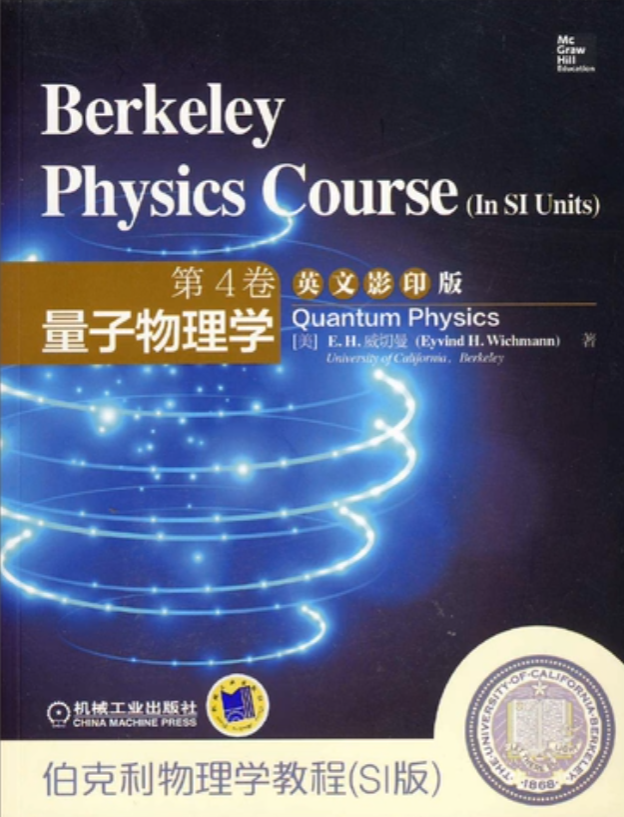 Mc
Graw
Hill
Education
Berkeley
Physics Course (In SI Units)
第4卷 英文影印版
量子物理学
Quantum Physics
[美] E. H. 威切曼 (Eyvind H. Wichmann) 著
University of California, Berkeley
机械工业出版社
CHINA MACHINE PRESS
THE·UNIVERSITY·OF·CALIFORNIA·BERKELEY
·1868·
伯克利物理学教程(SI版)